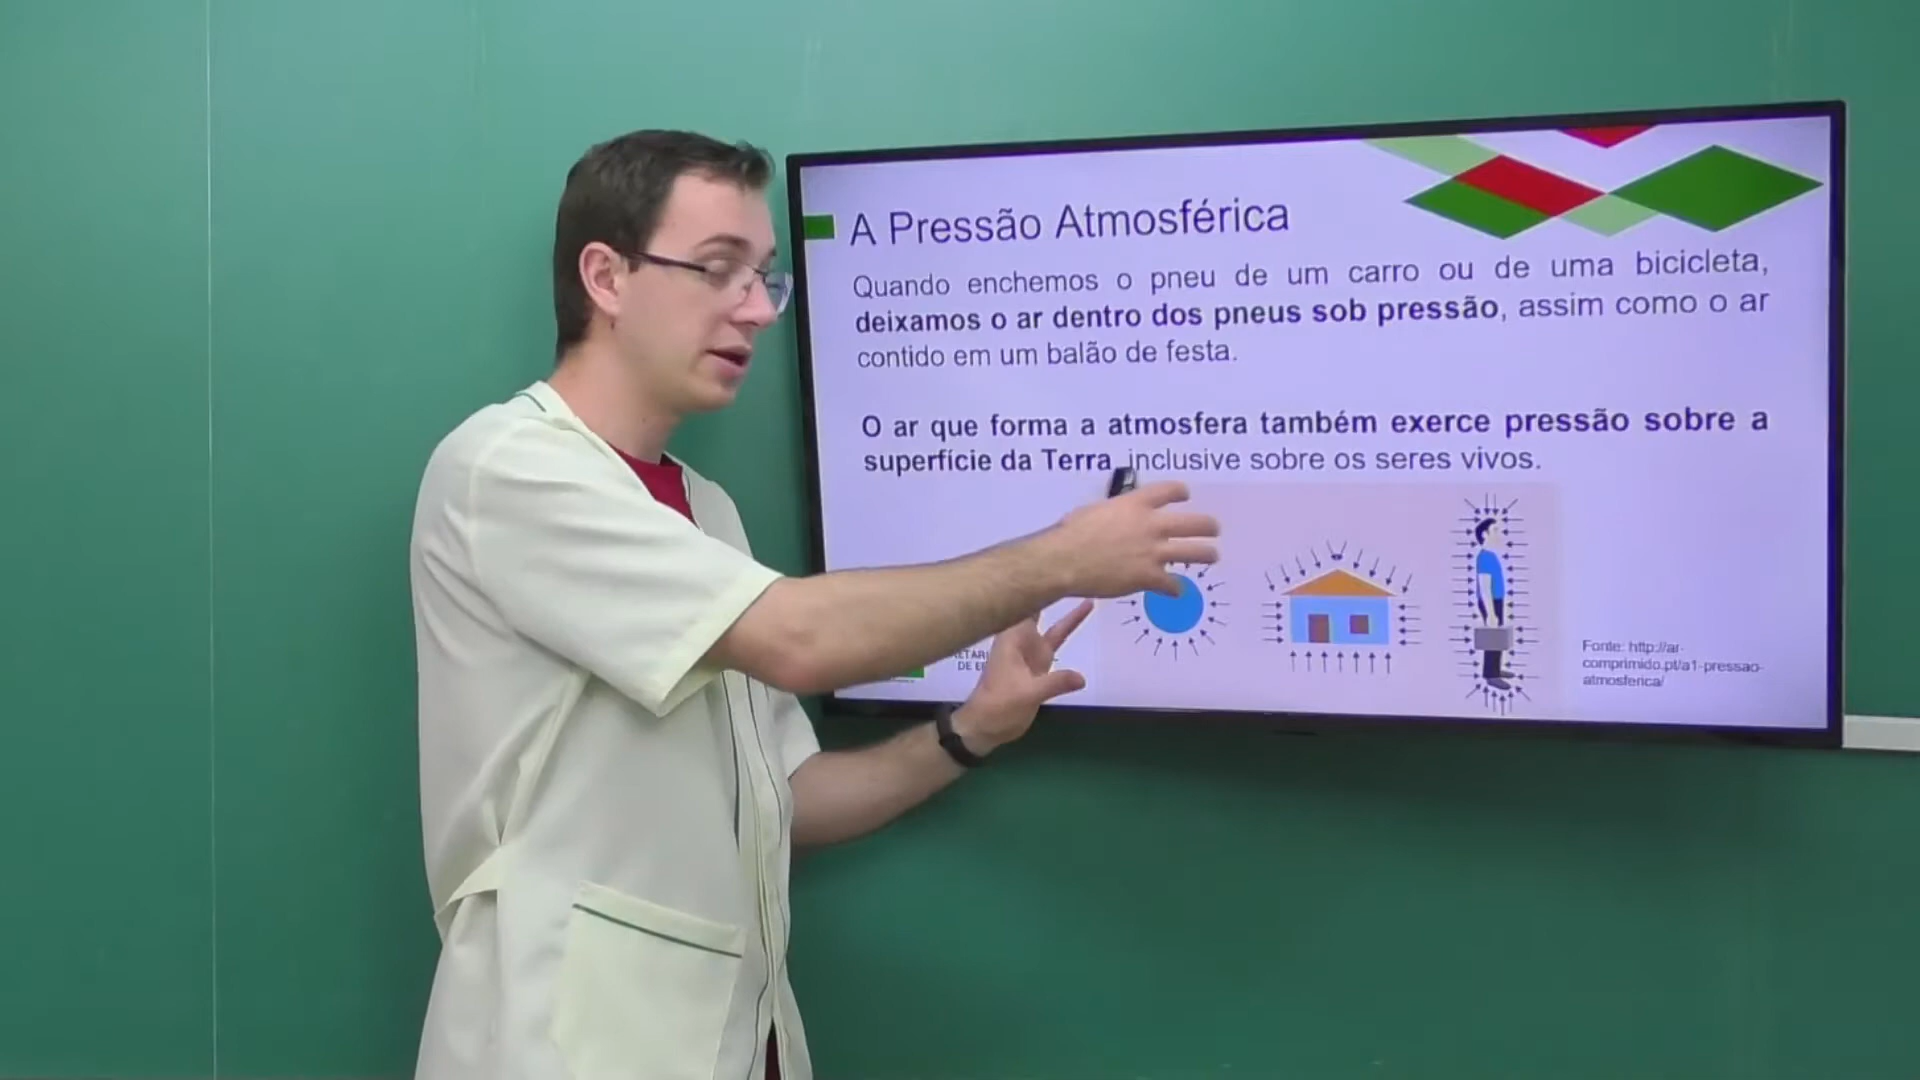 A Pressão Atmosférica
Quando enchemos o pneu de um carro ou de uma bicicleta,
deixamos o ar dentro dos pneus sob pressão, assim como o ar
contido em um balão de festa.
O ar que forma a atmosfera também exerce pressão sobre a
superfície da Terra, inclusive sobre os seres vivos.
Fonte: http://ar-
comprimido.pt/a1-pressao-
atmosferica/